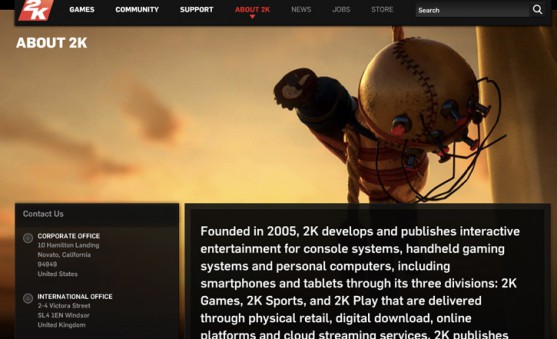 2K
GAMES COMMUNITY SUPPORT ABOUT 2K NEWS JOBS STORE Search
ABOUT 2K
Contact Us
CORPORATE OFFICE
10 Hamilton Landing
Novato, California
94949
United States
INTERNATIONAL OFFICE
2-4 Victora Street
SL4 1EN Windsor
United Kingdom
Founded in 2005, 2K develops and publishes interactive
entertainment for console systems, handheld gaming
systems and personal computers, including
smartphones and tablets through its three divisions: 2K
Games, 2K Sports, and 2K Play that are delivered
through physical retail, digital download, online
platforms and cloud streaming services. 2K publishes